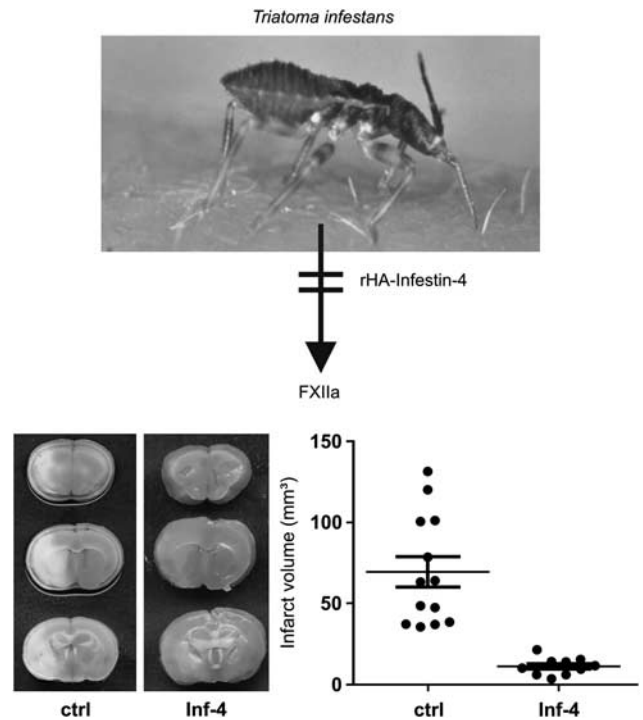 Triatoma infestans
rHA-Infestin-4
FXIIa
Infarct volume (mm³)
150
100
50
0
ctrl
Inf-4
ctrl
Inf-4